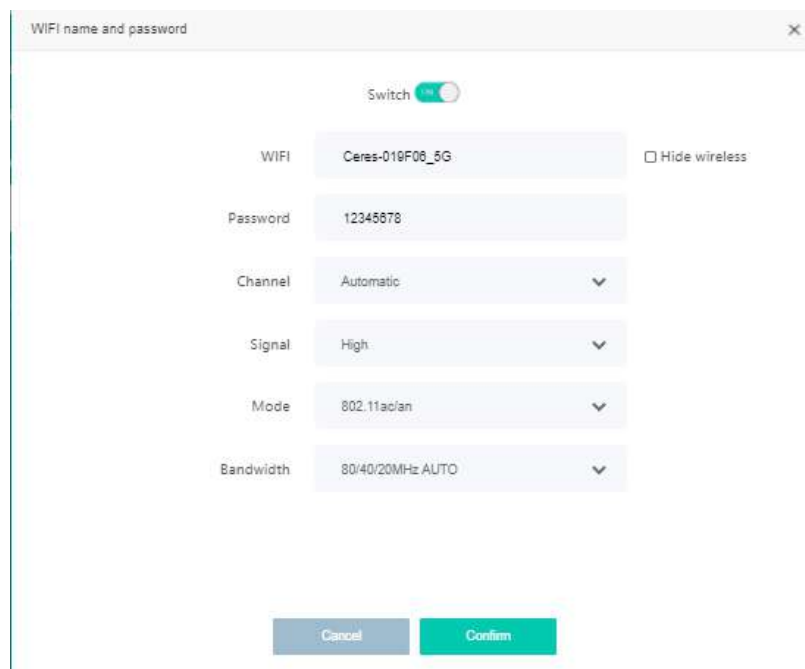 WIFI name and password
Switch ON
WIFI Ceres-019F06_5G Hide wireless
Password 12345678
Channel Automatic
Signal High
Mode 802.11ac/an
Bandwidth 80/40/20MHz AUTO
Cancel Confirm